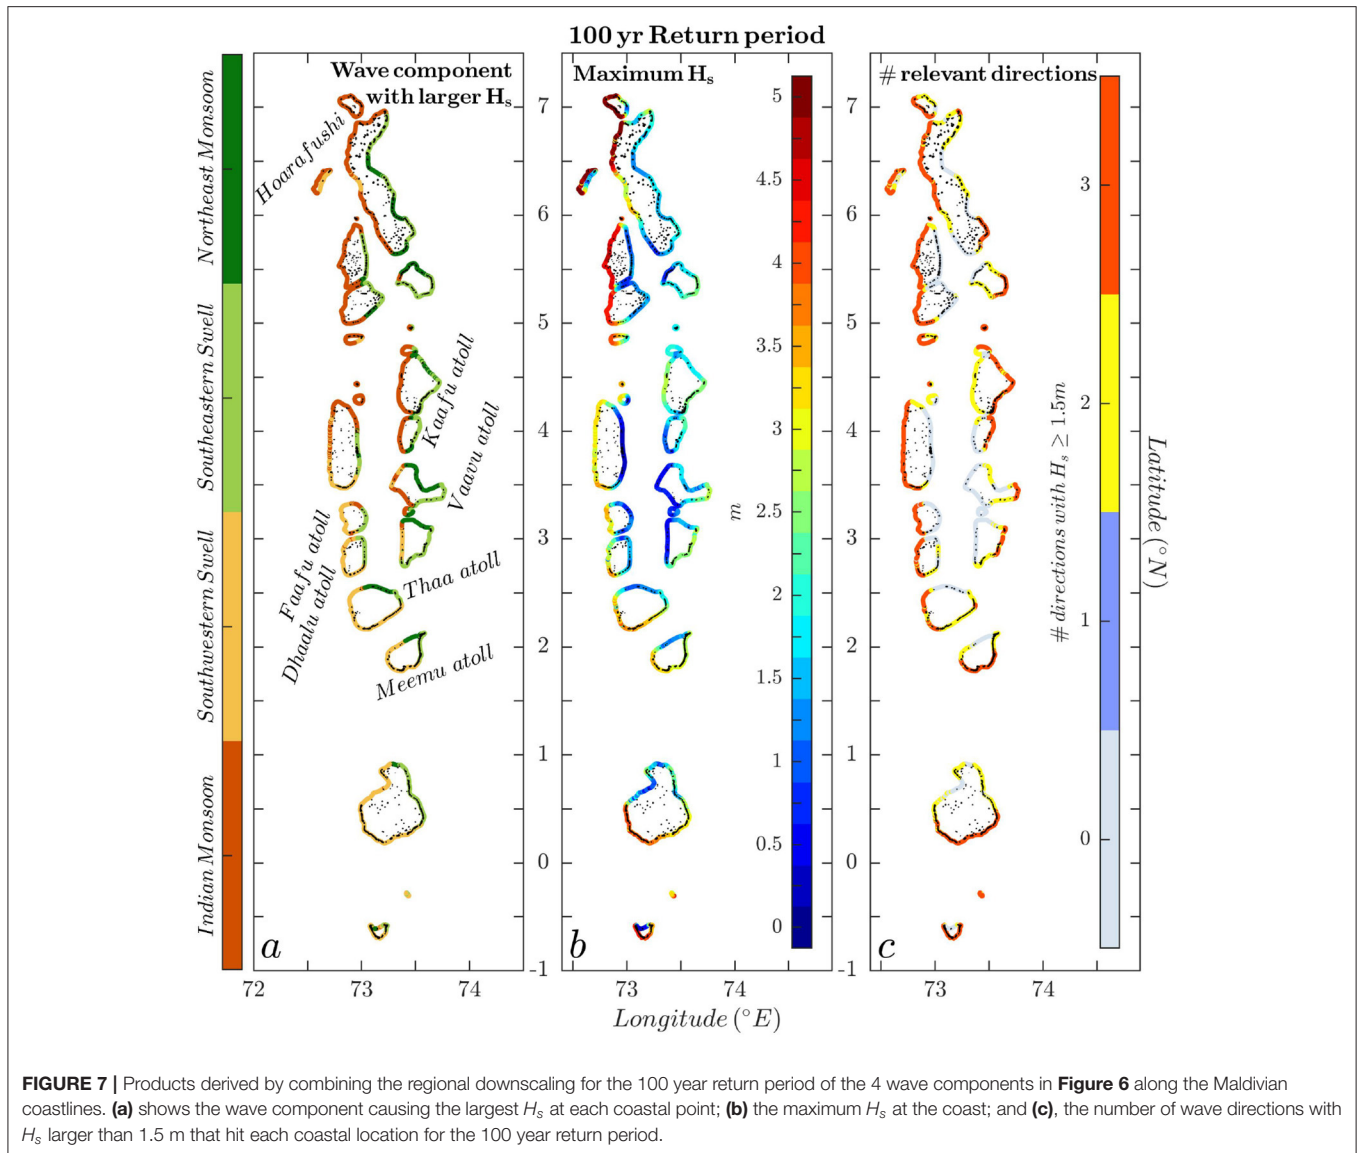 100 yr Return period
Northeast Monsoon
Southeastern Swell
Southwestern Swell
Indian Monsoon
Wave component
with larger Hₛ
Hoarafushi
Kaafu atoll
Vaavu atoll
Faafu atoll
Dhaalu atoll
Thaa atoll
Meemu atoll
a
72 73 74
7
6
5
4
3
2
1
0
-1
Maximum Hₛ
5
4.5
4
3.5
3
2.5
2
1.5
1
0.5
0
m
b
73 74
Longitude (°E)
# relevant directions
3
2
1
0
# directions with Hₛ ≥ 1.5m
c
73 74
Latitude (°N)
FIGURE 7 | Products derived by combining the regional downscaling for the 100 year return period of the 4 wave components in Figure 6 along the Maldivian
coastlines. (a) shows the wave component causing the largest Hₛ at each coastal point; (b) the maximum Hₛ at the coast; and (c), the number of wave directions with
Hₛ larger than 1.5 m that hit each coastal location for the 100 year return period.